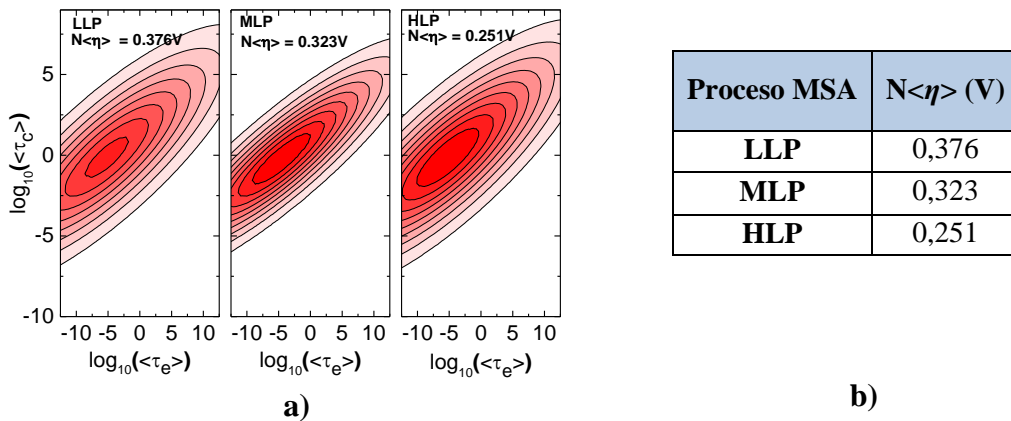 LLP
N<η> = 0.376V
MLP
N<η> = 0.323V
HLP
N<η> = 0.251V
5
0
-5
-10
log10(<τc>)
-10 -5 0 5 10
-10 -5 0 5 10
-10 -5 0 5 10
log10(<τe>)
log10(<τe>)
log10(<τe>)
a)
Proceso MSA N<η> (V)
LLP 0,376
MLP 0,323
HLP 0,251
b)